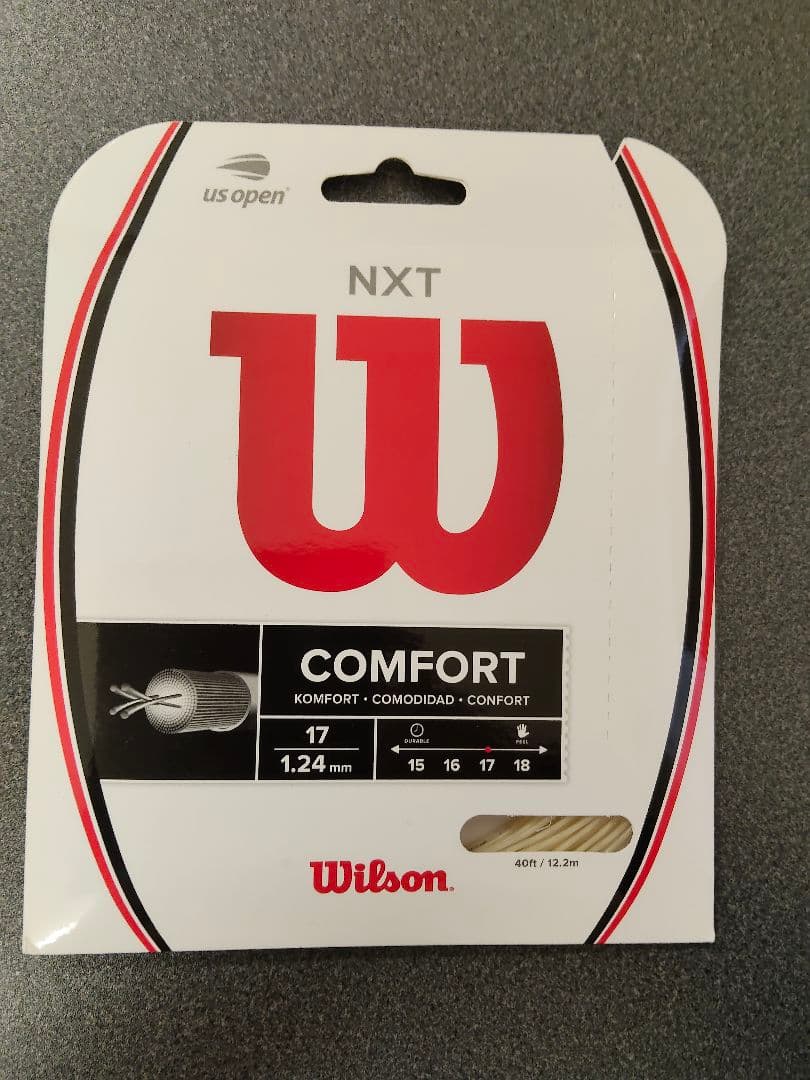 us open
NXT
W
COMFORT
KOMFORT • COMODIDAD • CONFORT
17
1.24 mm
DURABLE FEEL
15 16 17 18
40ft / 12.2m
Wilson.